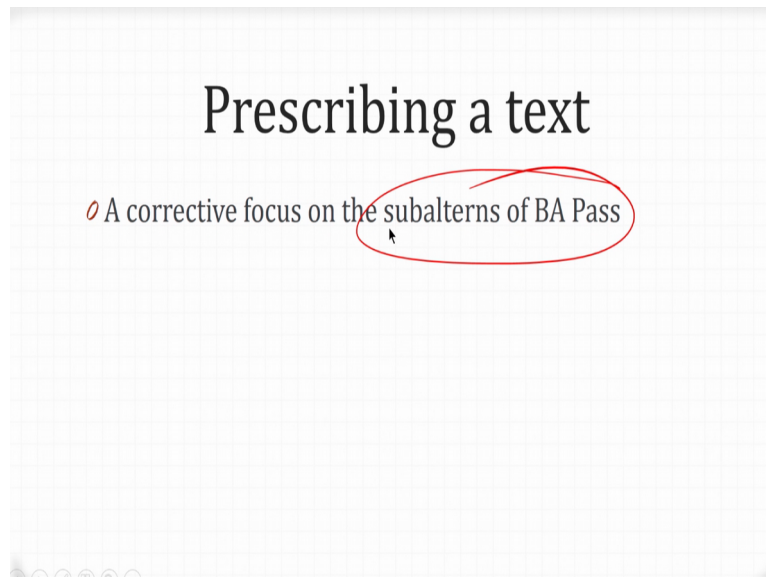 Prescribing a text
A corrective focus on the subalterns of BA Pass